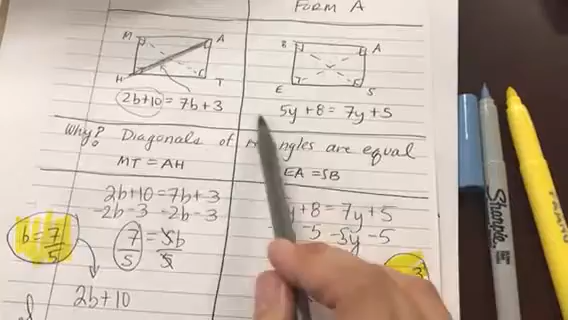 FORM A
M A
H T
2b+10 = 7b+3
B A
E S
5y+8 = 7y+5
Why? Diagonals of are equal
MT = AH
EA = SB
2b+10 = 7b+3
-2b-3 -2b-3
7/5 = 5b/5
b = 7/5
2b+10
y+8 = 7y+5
5 -5y -5
3